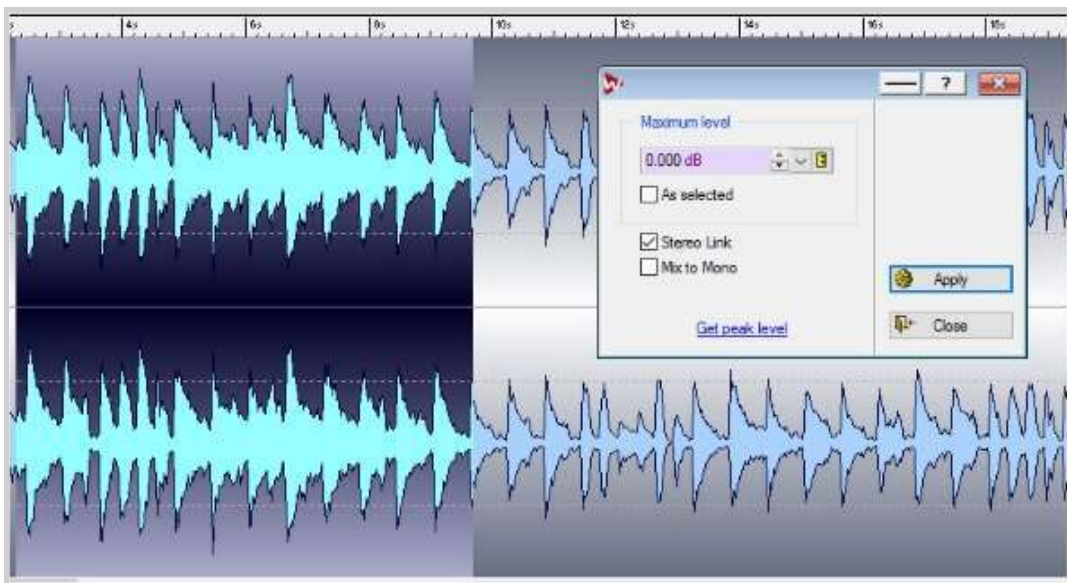 4s 6s 8s 10s 12s 14s 16s 18s
?
Maximum level
0.000 dB
As selected
Stereo Link
Mix to Mono
Get peak level
Apply
Close